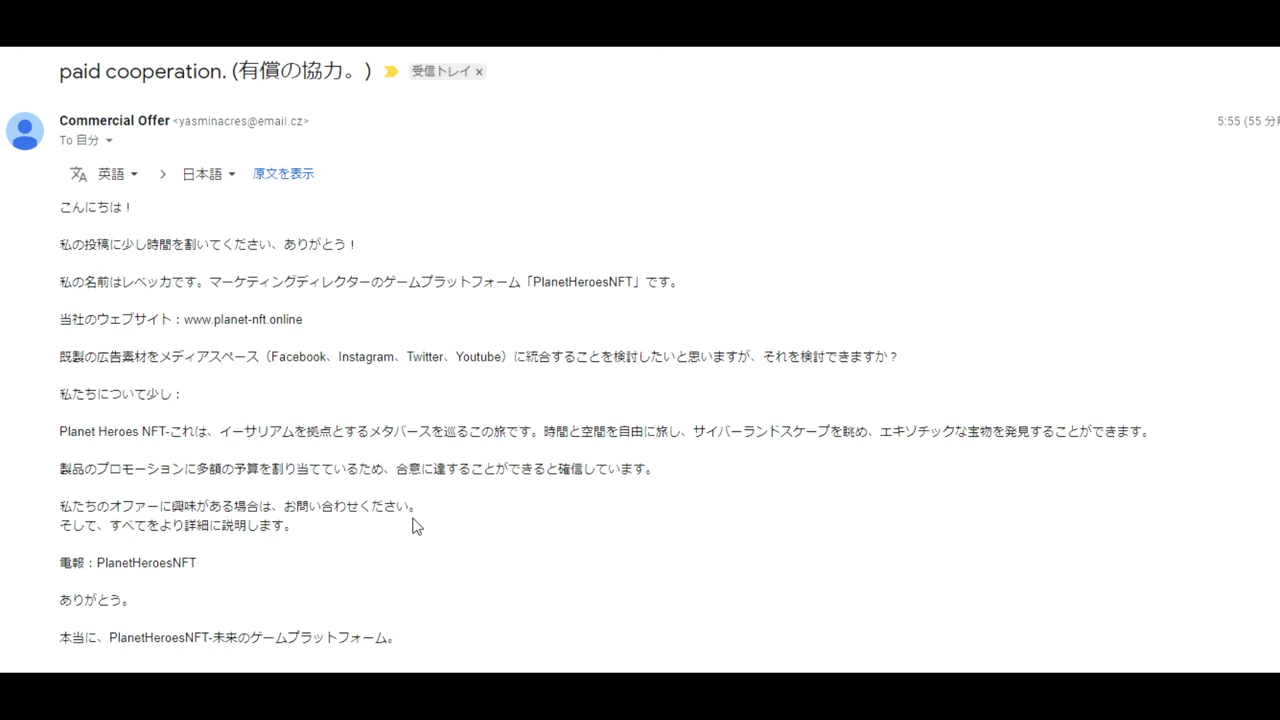 paid cooperation. (有償の協力。)
受信トレイ ×
Commercial Offer <yasminacres@email.cz>
5:55 (55 分
To 自分
英語 > 日本語 原文を表示
こんにちは！
私の投稿に少し時間を割いてください、ありがとう！
私の名前はレベッカです。マーケティングディレクターのゲームプラットフォーム「PlanetHeroesNFT」です。
当社のウェブサイト：www.planet-nft.online
既製の広告素材をメディアスペース（Facebook、Instagram、Twitter、Youtube）に統合することを検討したいと思いますが、それを検討できますか？
私たちについて少し：
Planet Heroes NFT-これは、イーサリアムを拠点とするメタバースを巡るこの旅です。時間と空間を自由に旅し、サイバーランドスケープを眺め、エキゾチックな宝物を発見することができます。
製品のプロモーションに多額の予算を割り当てているため、合意に達することができると確信しています。
私たちのオファーに興味がある場合は、お問い合わせください。
そして、すべてをより詳細に説明します。
電報：PlanetHeroesNFT
ありがとう。
本当に、PlanetHeroesNFT-未来のゲームプラットフォーム。